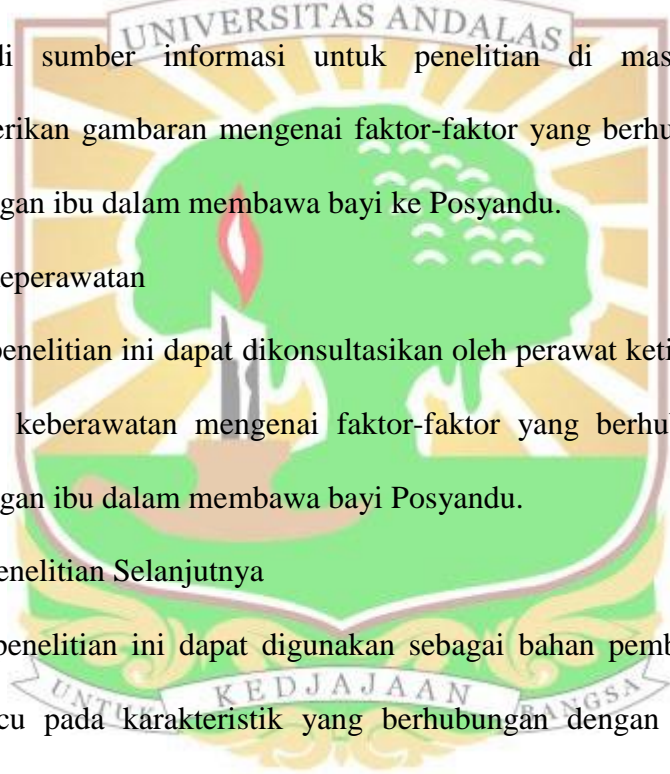 UNIVERSITAS ANDALAS
di sumber informasi untuk penelitian di mas
erikan gambaran mengenai faktor-faktor yang berhu
gan ibu dalam membawa bayi ke Posyandu.
eperawatan
penelitian ini dapat dikonsultasikan oleh perawat keti
keberawatan mengenai faktor-faktor yang berhu
gan ibu dalam membawa bayi Posyandu.
enelitian Selanjutnya
penelitian ini dapat digunakan sebagai bahan pemb
UNTUK KEDJAJAAN BANGSA
cu pada karakteristik yang berhubungan dengan